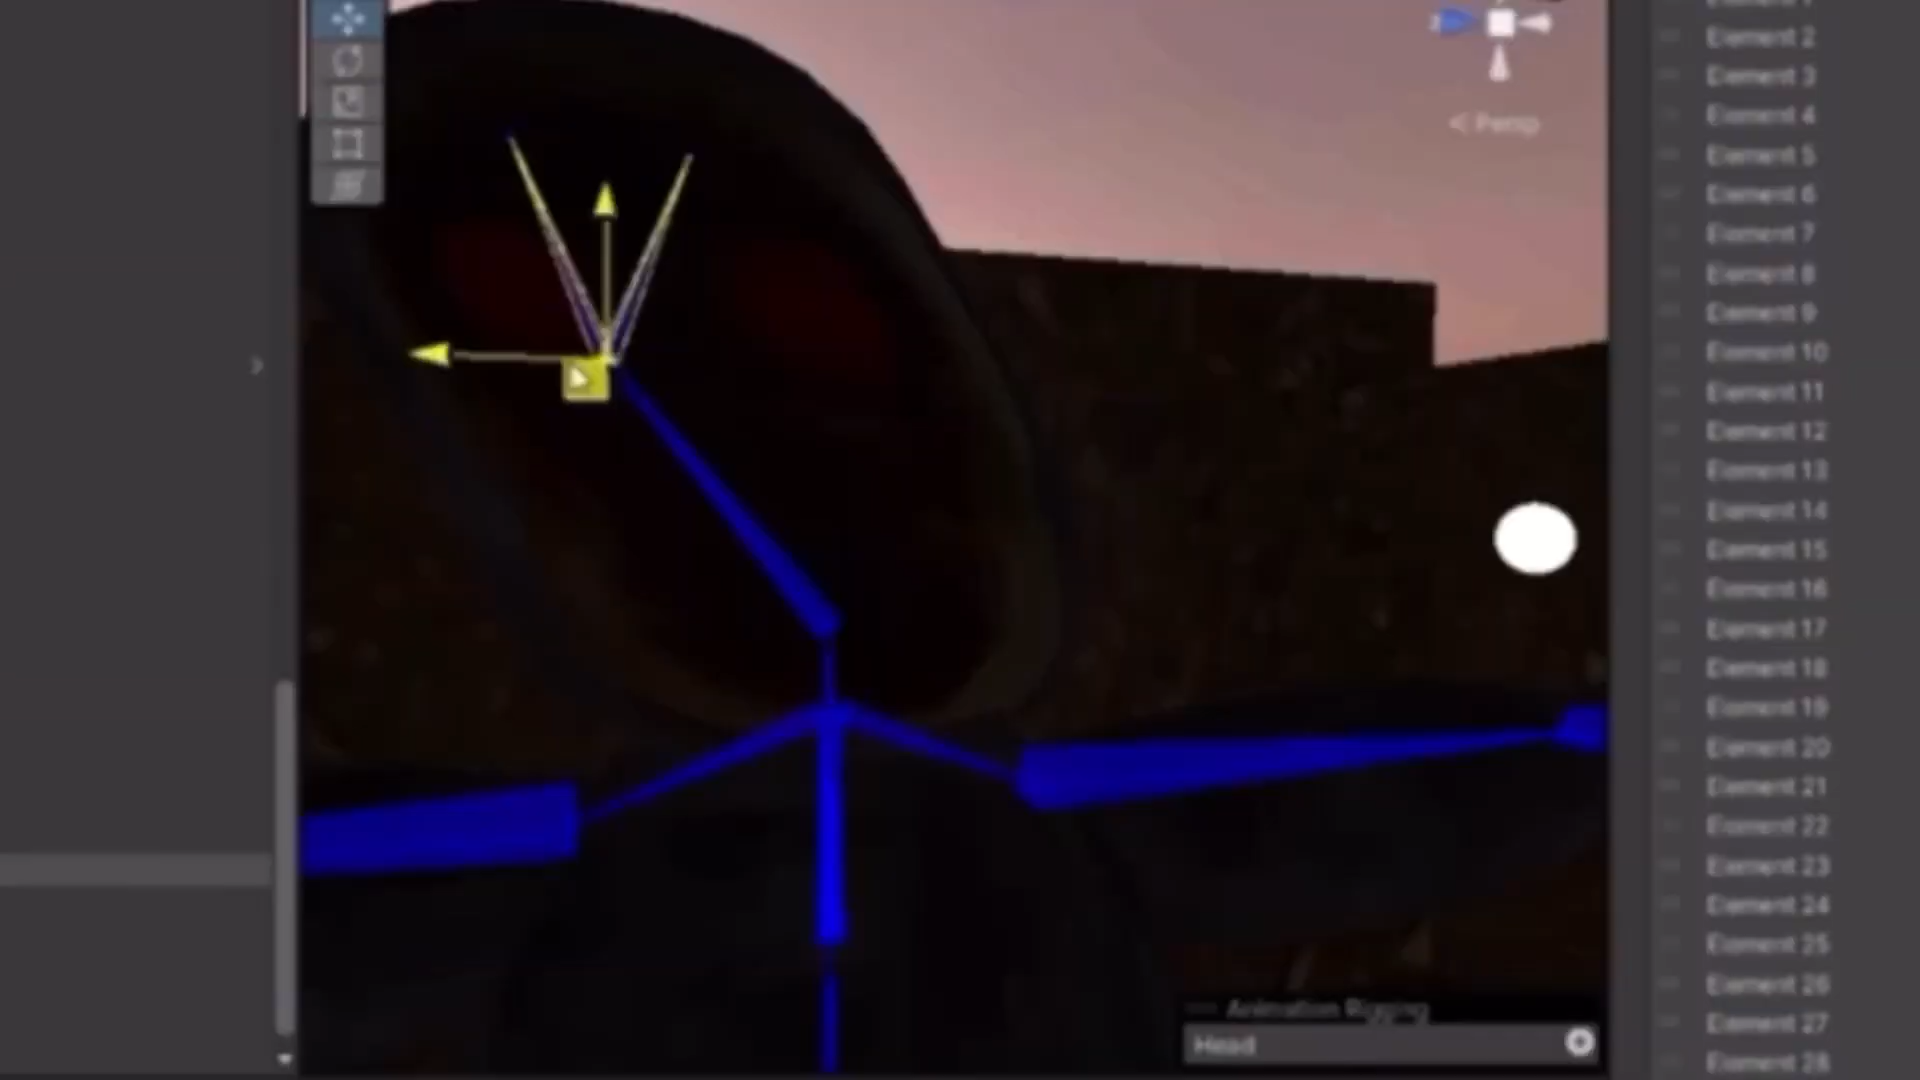 < Persp
Element 2
Element 3
Element 4
Element 5
Element 6
Element 7
Element 8
Element 9
Element 10
Element 11
Element 12
Element 13
Element 14
Element 15
Element 16
Element 17
Element 18
Element 19
Element 20
Element 21
Element 22
Element 23
Element 24
Element 25
Element 26
Element 27
Element 28
Animation Rigging
Head